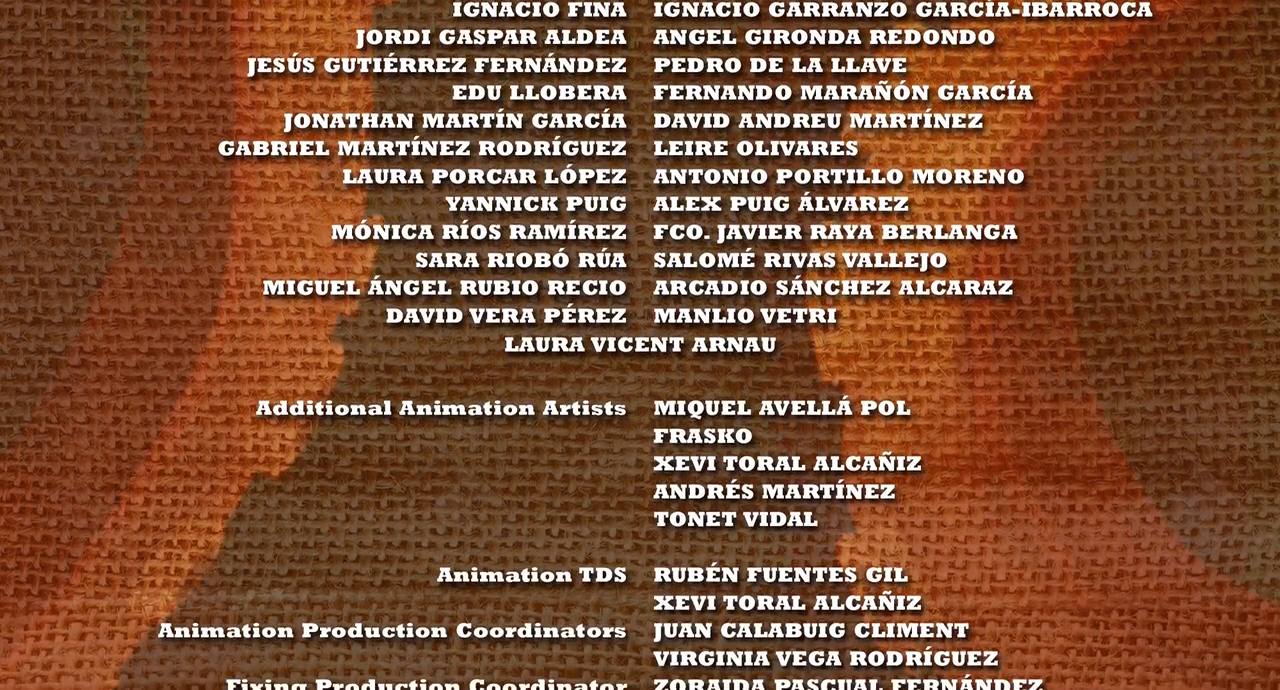 IGNACIO FINA IGNACIO GARRANZO GARCÍA-IBARROCA
JORDI GASPAR ALDEA ANGEL GIRONDA REDONDO
JESÚS GUTIÉRREZ FERNÁNDEZ PEDRO DE LA LLAVE
EDU LLOBERA FERNANDO MARAÑÓN GARCÍA
JONATHAN MARTÍN GARCÍA DAVID ANDREU MARTÍNEZ
GABRIEL MARTÍNEZ RODRÍGUEZ LEIRE OLIVARES
LAURA PORCAR LÓPEZ ANTONIO PORTILLO MORENO
YANNICK PUIG ALEX PUIG ÁLVAREZ
MÓNICA RÍOS RAMÍREZ FCO. JAVIER RAYA BERLANGA
SARA RIOBÓ RÚA SALOMÉ RIVAS VALLEJO
MIGUEL ÁNGEL RUBIO RECIO ARCADIO SÁNCHEZ ALCARAZ
DAVID VERA PÉREZ MANLIO VETRI
LAURA VICENT ARNAU
Additional Animation Artists MIQUEL AVELLÁ POL
FRASKO
XEVI TORAL ALCAÑIZ
ANDRÉS MARTÍNEZ
TONET VIDAL
Animation TDS RUBÉN FUENTES GIL
XEVI TORAL ALCAÑIZ
Animation Production Coordinators JUAN CALABUIG CLIMENT
VIRGINIA VEGA RODRÍGUEZ
Fixing Production Coordinator ZORAIDA PASCUAL FERNÁNDEZ